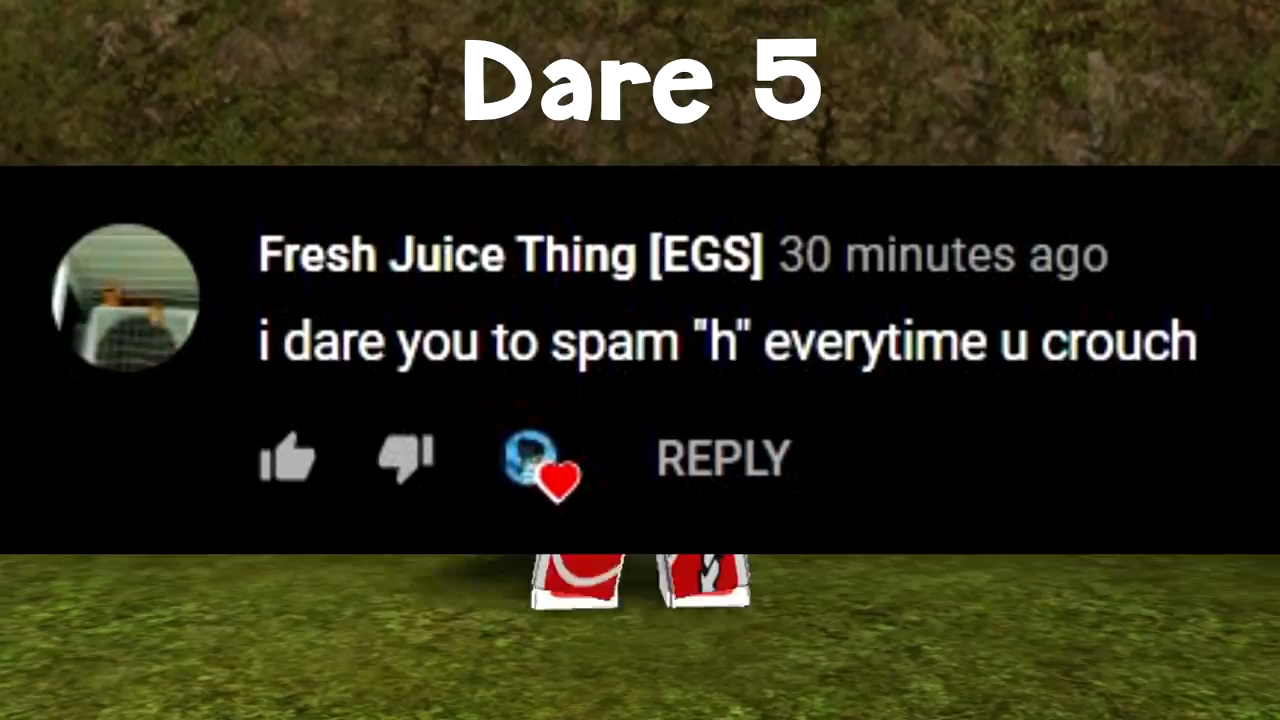 Dare 5
Fresh Juice Thing [EGS] 30 minutes ago
i dare you to spam "h" everytime u crouch
REPLY